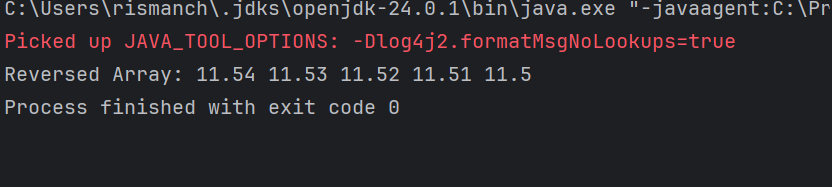 C:\Users\rismanch\.jdks\openjdk-24.0.1\bin\java.exe "-javaagent:C:\Pr
Picked up JAVA_TOOL_OPTIONS: -Dlog4j2.formatMsgNoLookups=true
Reversed Array: 11.54 11.53 11.52 11.51 11.5
Process finished with exit code 0